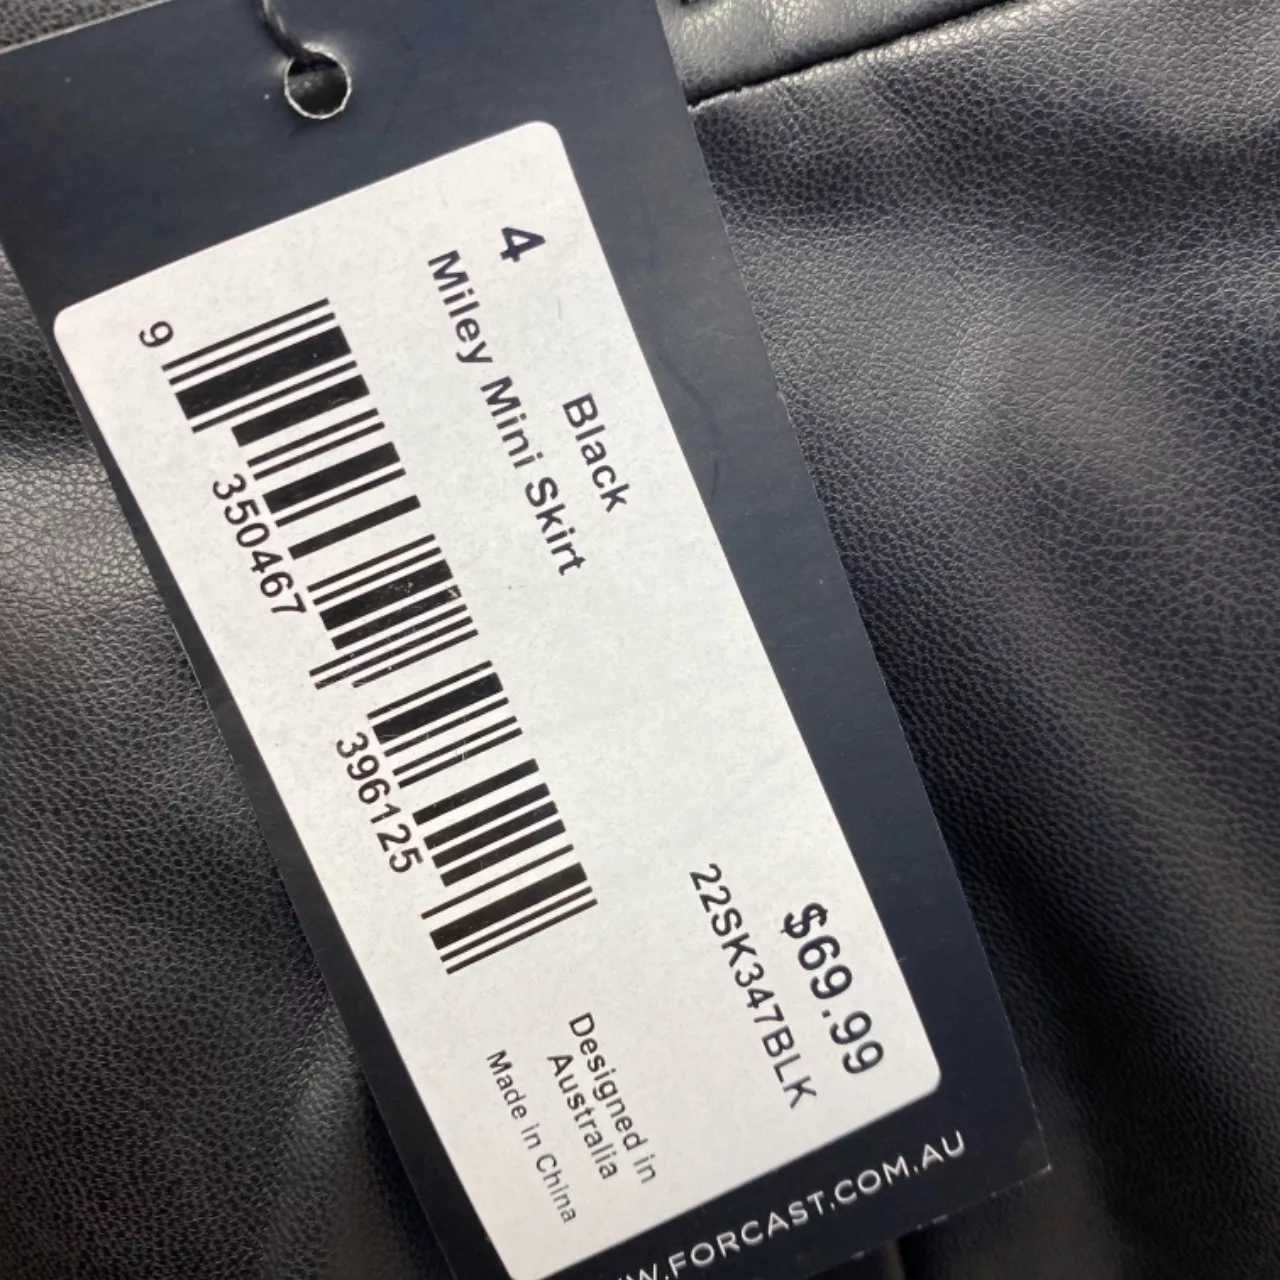 4 Black $69.99
Miley Mini Skirt 22SK347BLK
9 350467 396125
Designed in
Australia
Made in China
W.FORCAST.COM.AU